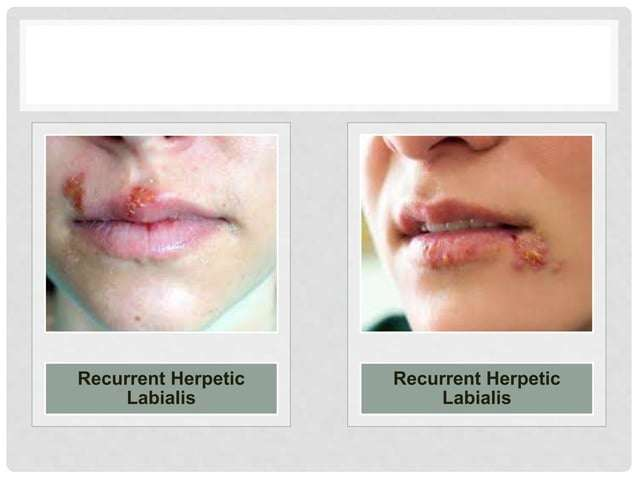 Recurrent Herpetic
Labialis
Recurrent Herpetic
Labialis